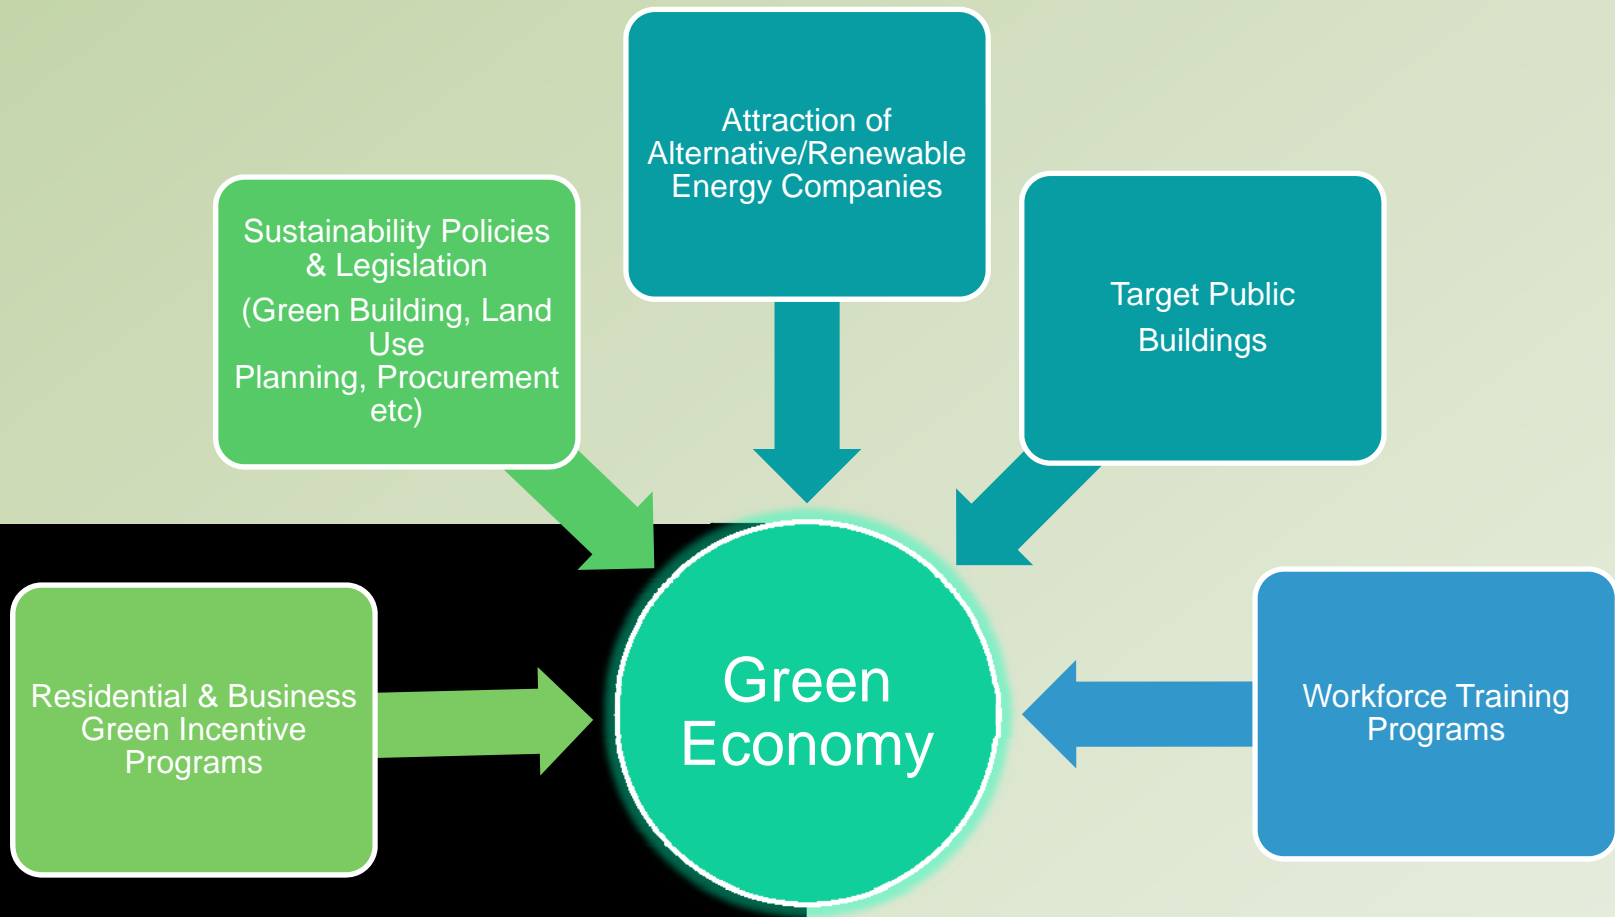 Attraction of
Alternative/Renewable
Energy Companies
Sustainability Policies
& Legislation
(Green Building, Land
Use
Planning, Procurement
etc)
Target Public
Buildings
Residential & Business
Green Incentive
Programs
Green
Economy
Workforce Training
Programs